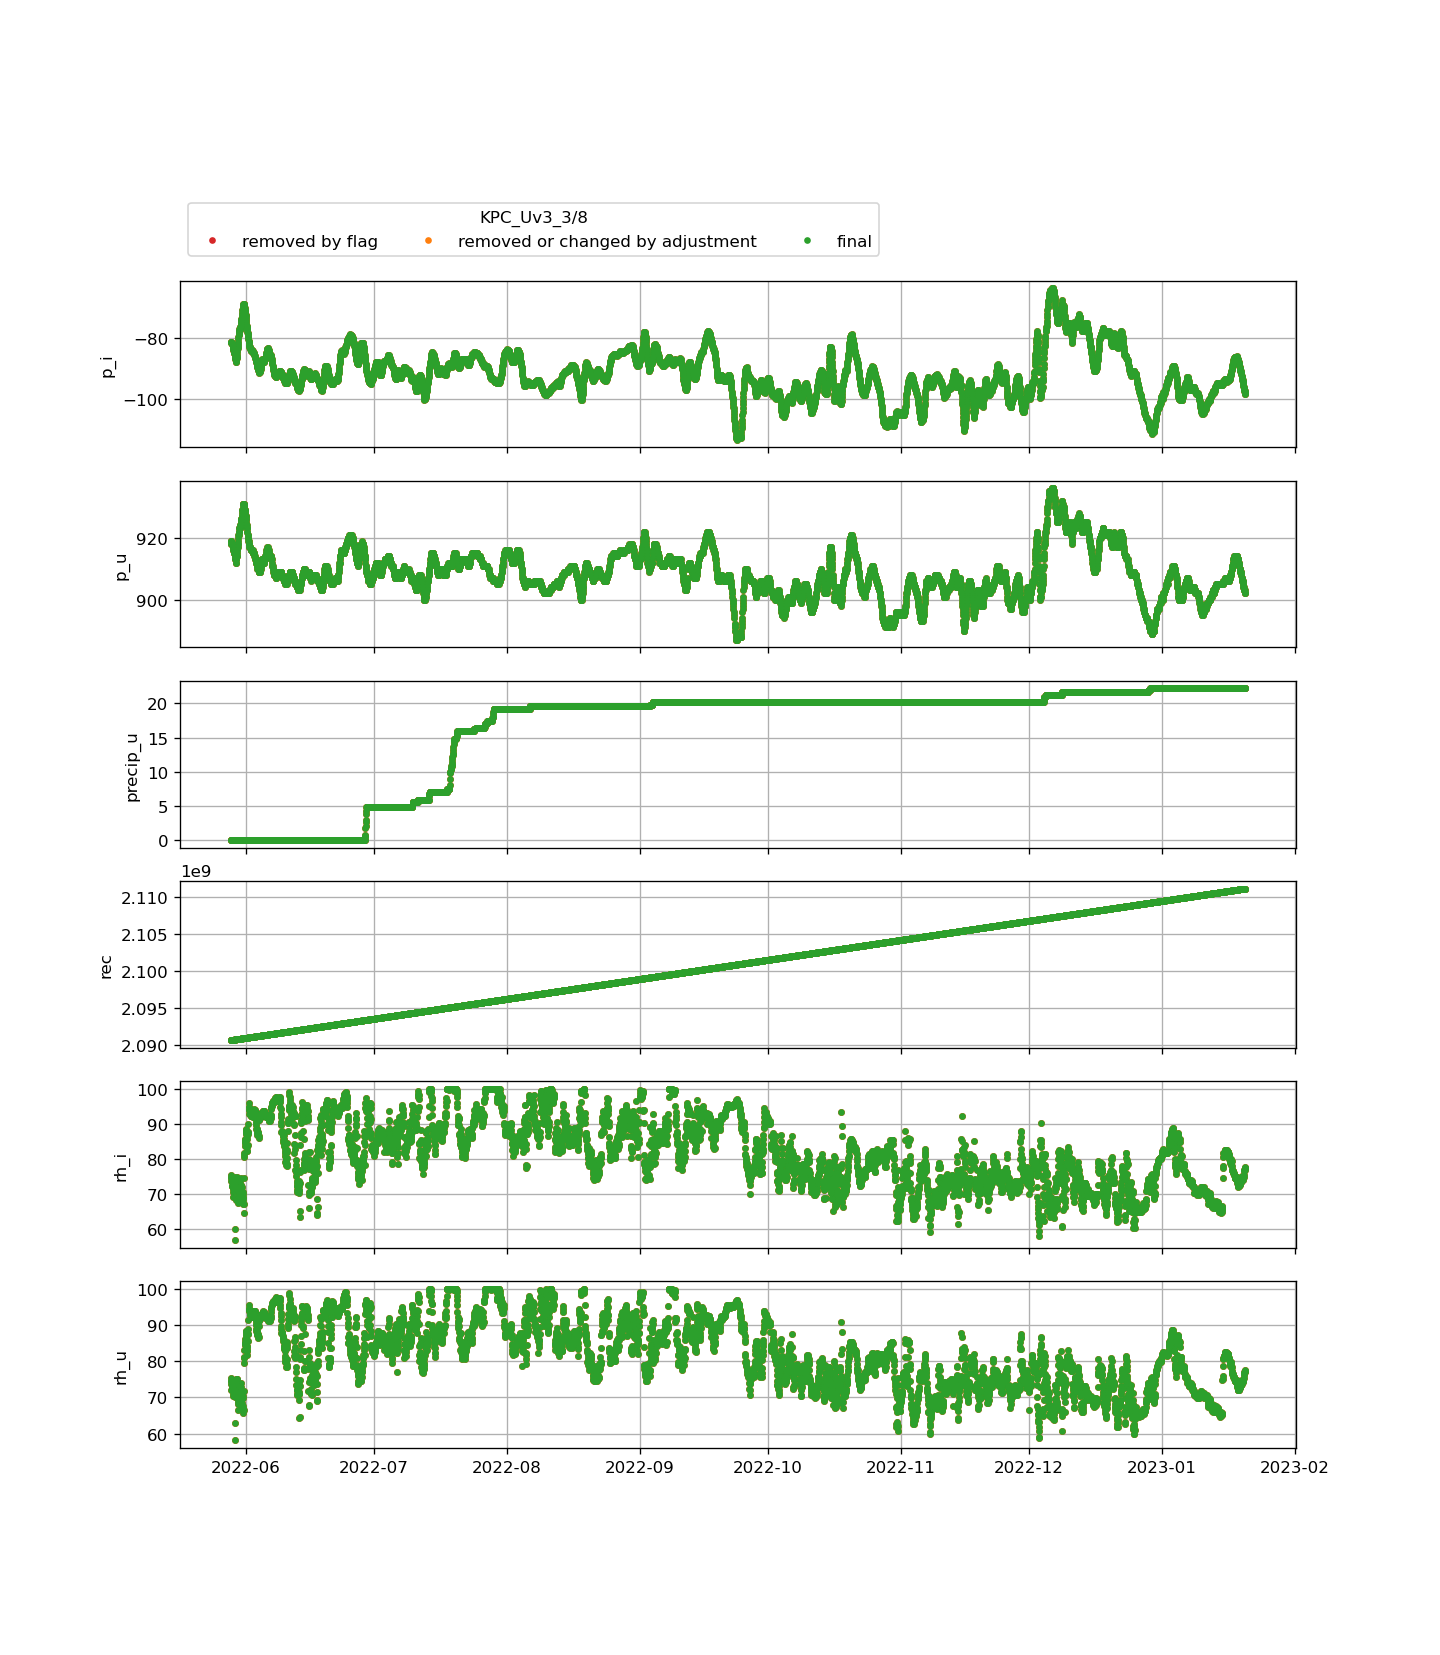 KPC_Uv3_3/8
removed by flag removed or changed by adjustment final
p_i
−80
−100
p_u
920
900
precip_u
20
15
10
5
0
1e9
rec
2.110
2.105
2.100
2.095
2.090
rh_i
100
90
80
70
60
rh_u
100
90
80
70
60
2022-06 2022-07 2022-08 2022-09 2022-10 2022-11 2022-12 2023-01 2023-02